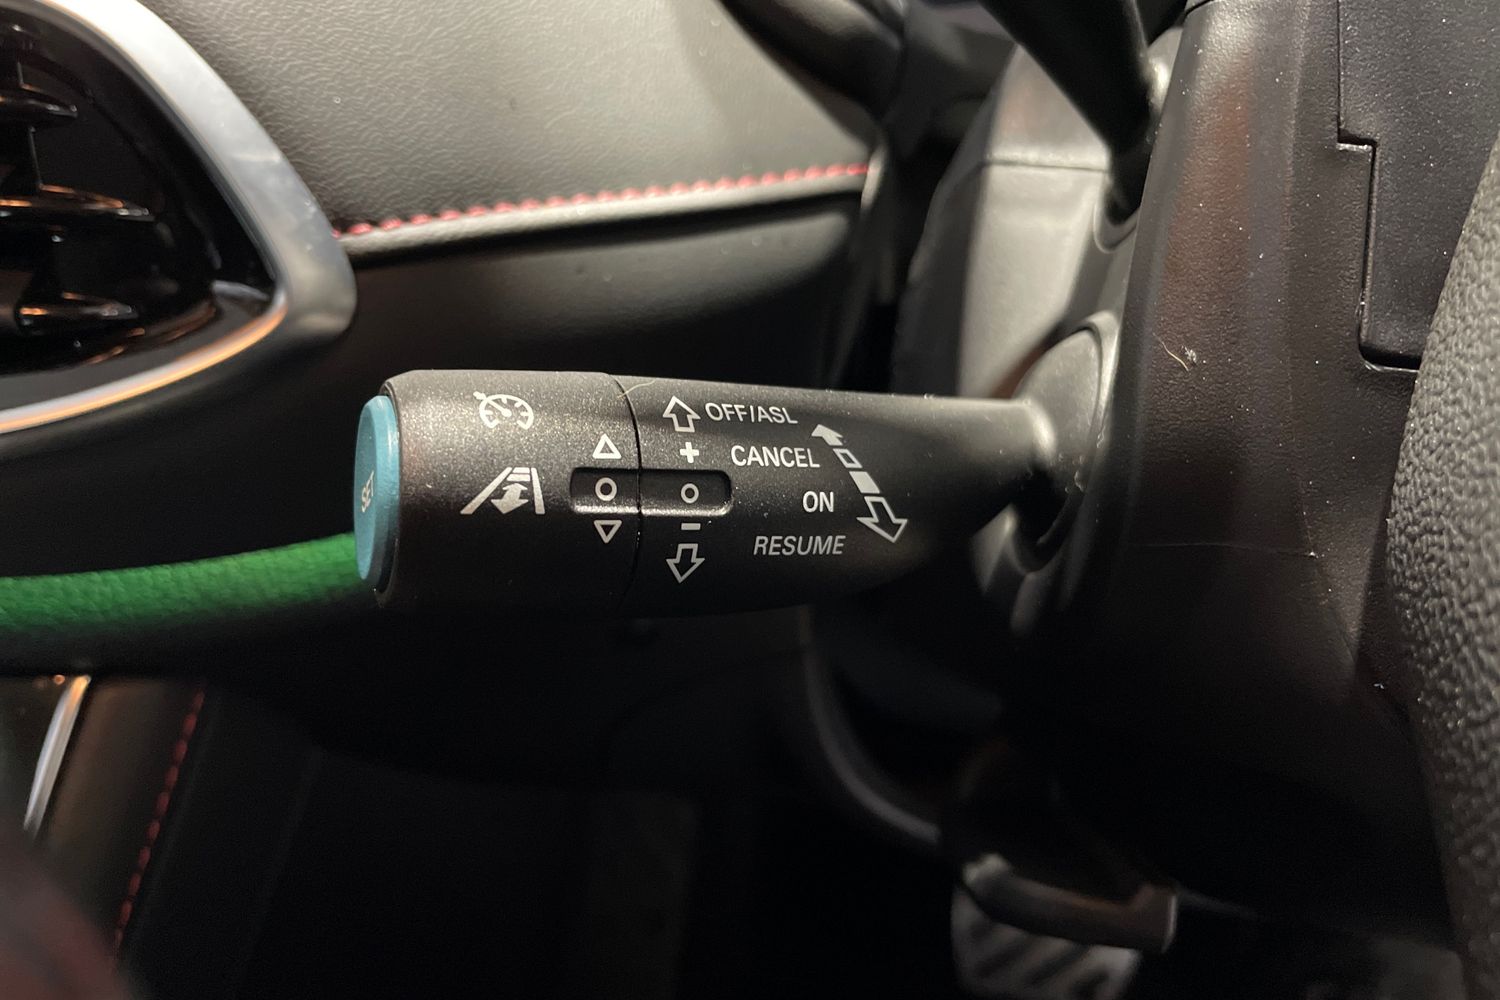 SET
OFF/ASL
+
CANCEL
ON
-
RESUME